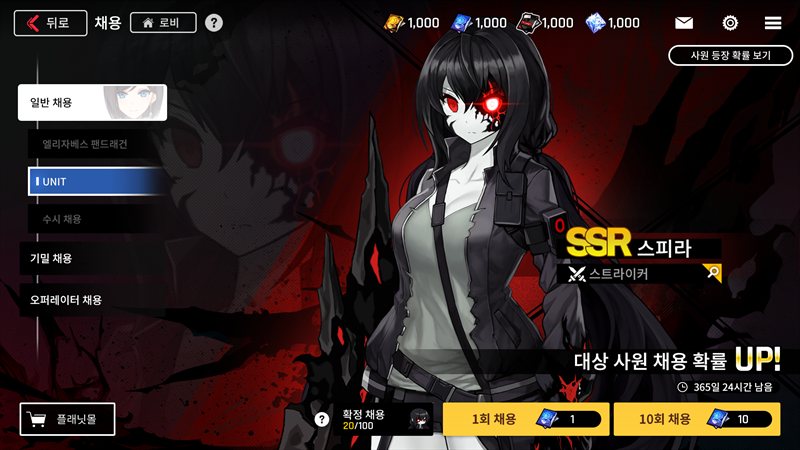 뒤로
채용
로비
?
1,000
1,000
1,000
1,000
사원 등장 확률 보기
일반 채용
엘리자베스 팬드래건
UNIT
수시 채용
기밀 채용
오퍼레이터 채용
0
SSR 스피라
스트라이커
대상 사원 채용 확률 UP!
365일 24시간 남음
플래닛몰
?
확정 채용
20/100
1회 채용
1
10회 채용
10